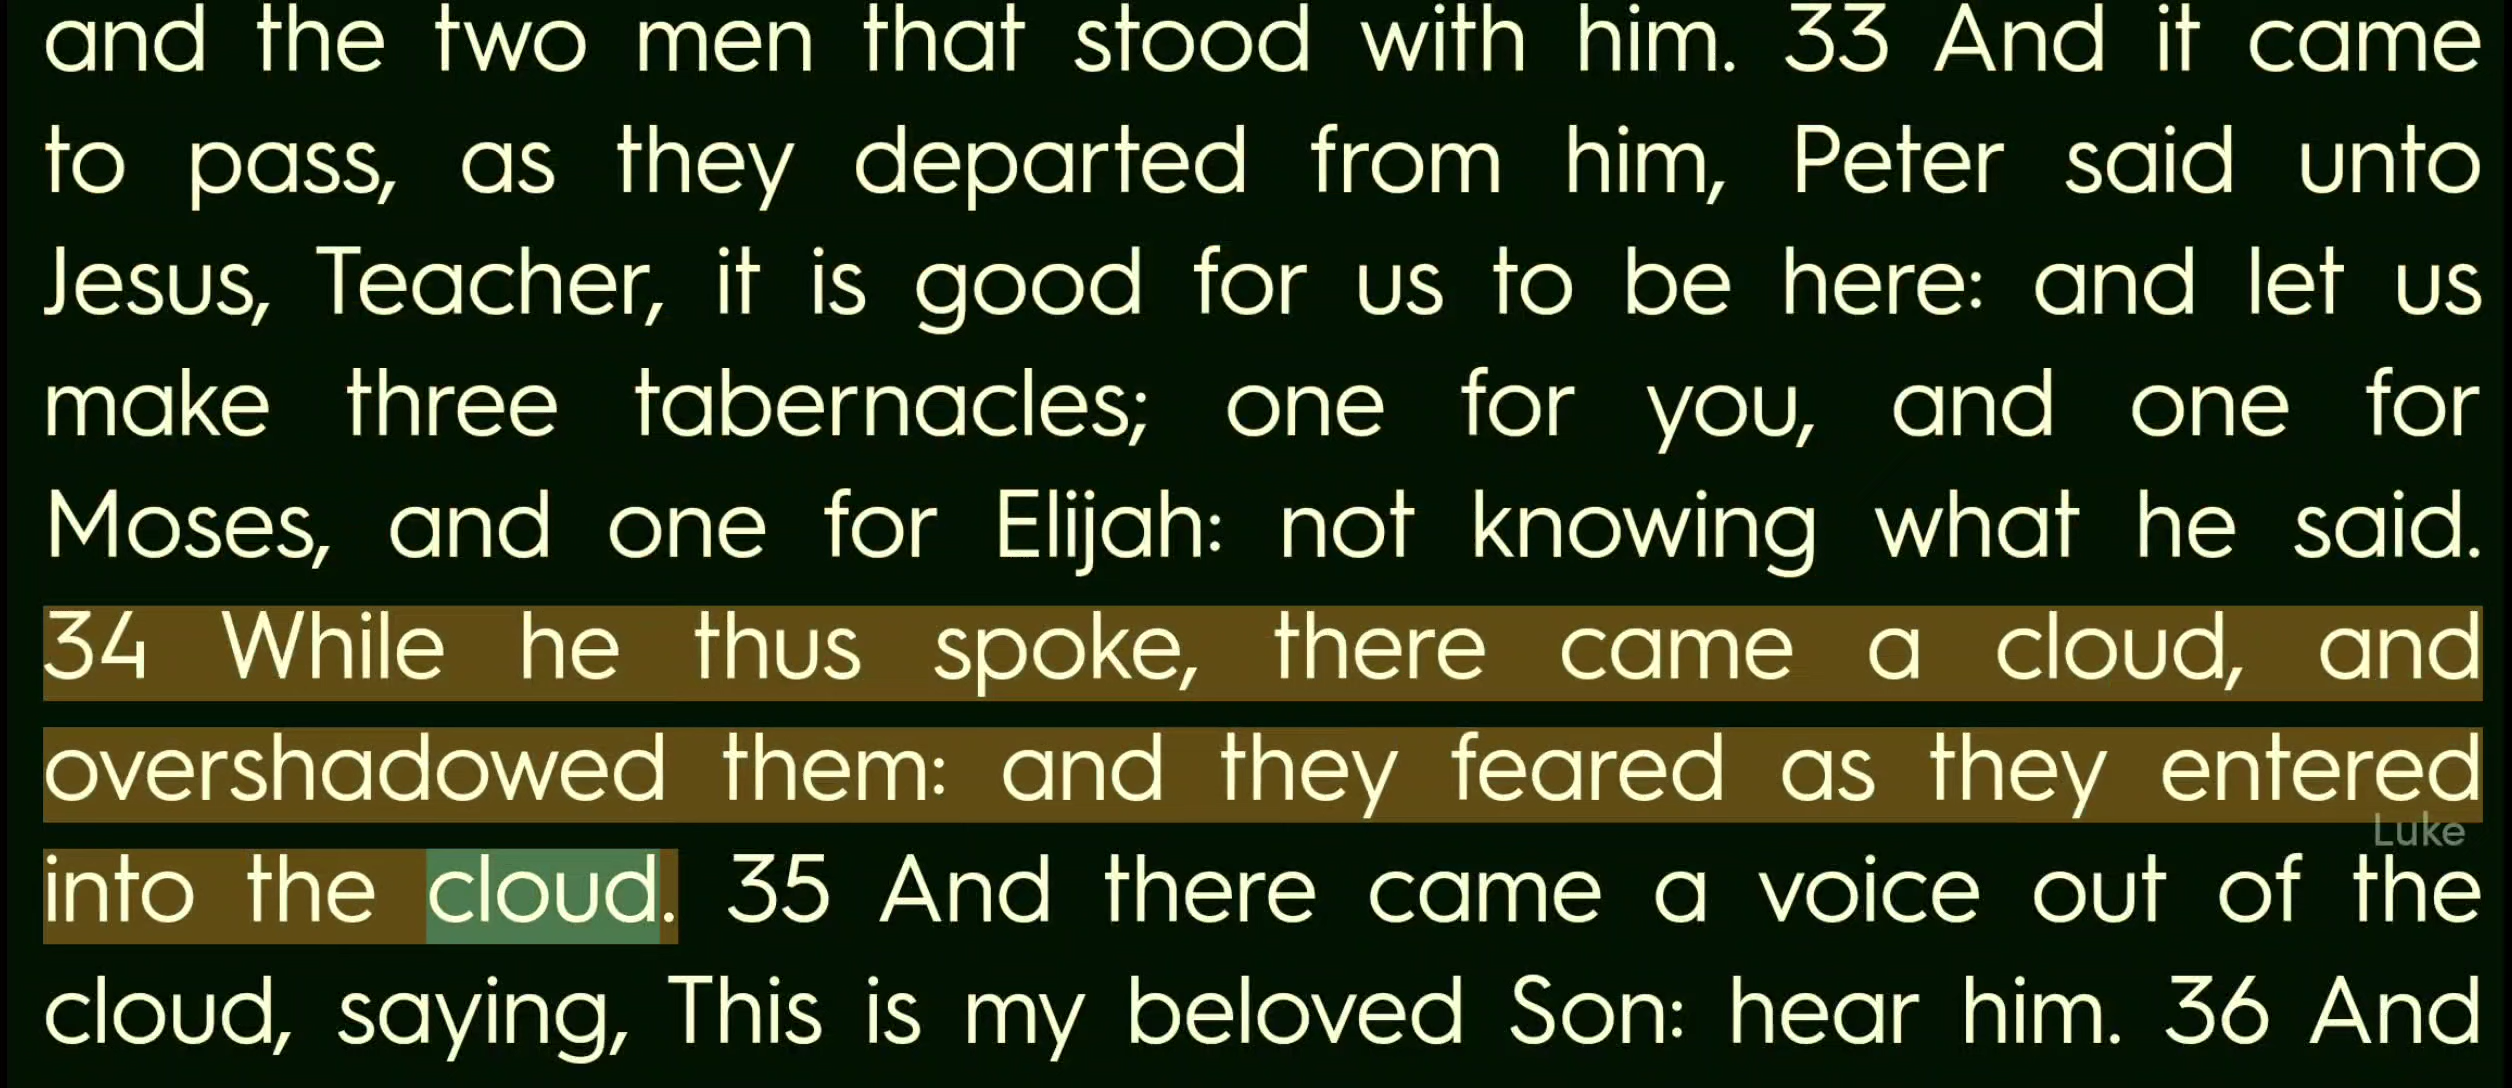 and the two men that stood with him. 33 And it came
to pass, as they departed from him, Peter said unto
Jesus, Teacher, it is good for us to be here: and let us
make three tabernacles; one for you, and one for
Moses, and one for Elijah: not knowing what he said.
34 While he thus spoke, there came a cloud, and
overshadowed them: and they feared as they entered
Luke
into the cloud. 35 And there came a voice out of the
cloud, saying, This is my beloved Son: hear him. 36 And